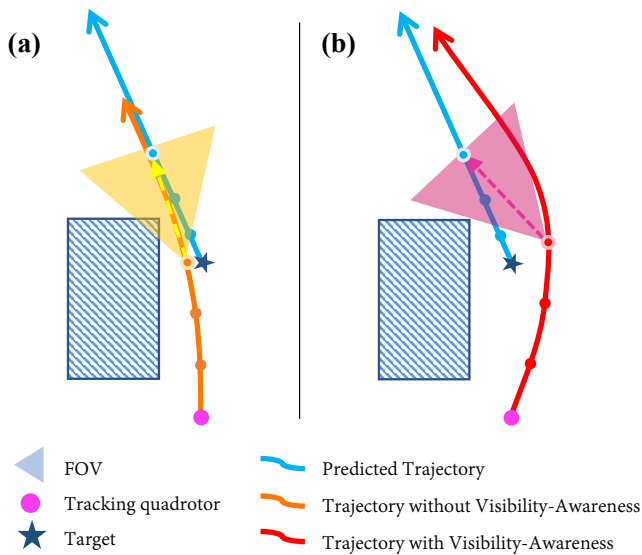 (a)
(b)
FOV
Tracking quadrotor
Target
Predicted Trajectory
Trajectory without Visibility-Awareness
Trajectory with Visibility-Awareness